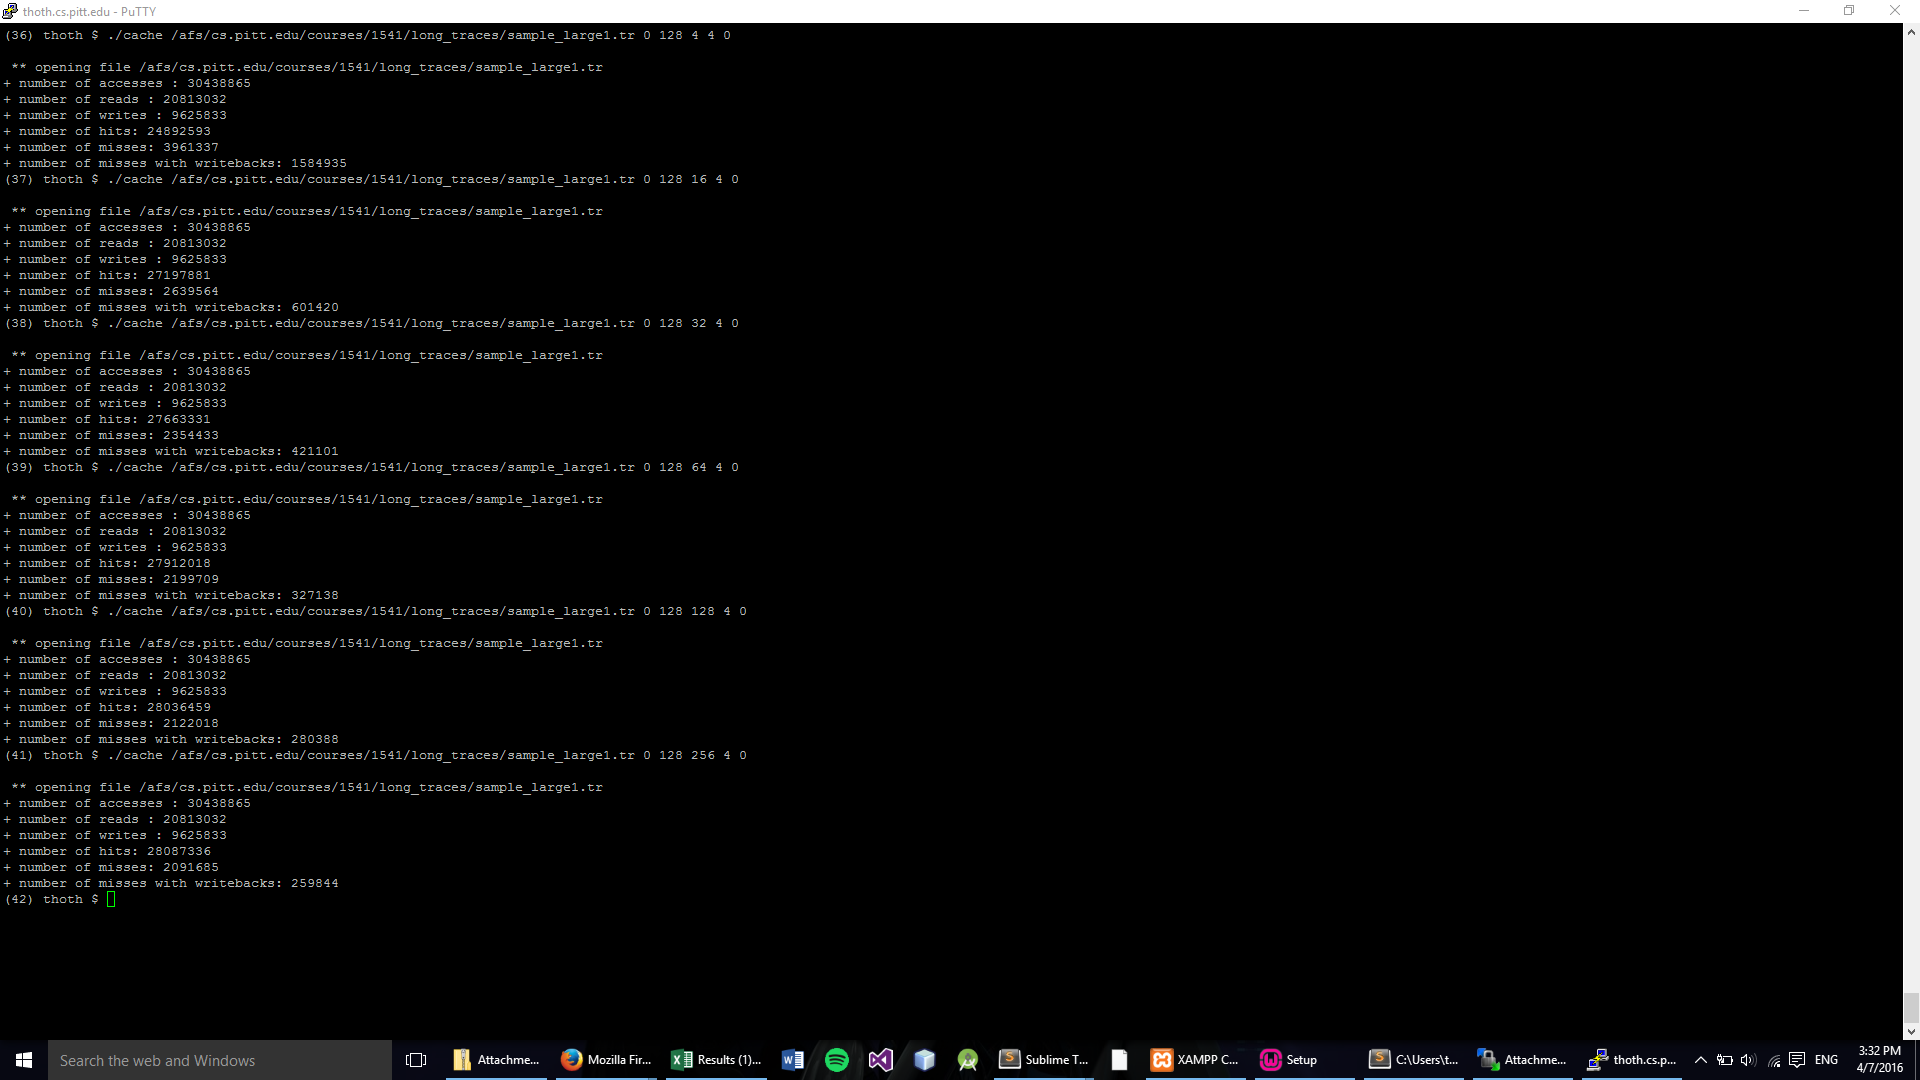 thoth.cs.pitt.edu - PuTTY
(36) thoth $ ./cache /afs/cs.pitt.edu/courses/1541/long_traces/sample_large1.tr 0 128 4 4 0
** opening file /afs/cs.pitt.edu/courses/1541/long_traces/sample_large1.tr
+ number of accesses : 30438865
+ number of reads : 20813032
+ number of writes : 9625833
+ number of hits: 24892593
+ number of misses: 3961337
+ number of misses with writebacks: 1584935
(37) thoth $ ./cache /afs/cs.pitt.edu/courses/1541/long_traces/sample_large1.tr 0 128 16 4 0
** opening file /afs/cs.pitt.edu/courses/1541/long_traces/sample_large1.tr
+ number of accesses : 30438865
+ number of reads : 20813032
+ number of writes : 9625833
+ number of hits: 27197881
+ number of misses: 2639564
+ number of misses with writebacks: 601420
(38) thoth $ ./cache /afs/cs.pitt.edu/courses/1541/long_traces/sample_large1.tr 0 128 32 4 0
** opening file /afs/cs.pitt.edu/courses/1541/long_traces/sample_large1.tr
+ number of accesses : 30438865
+ number of reads : 20813032
+ number of writes : 9625833
+ number of hits: 27663331
+ number of misses: 2354433
+ number of misses with writebacks: 421101
(39) thoth $ ./cache /afs/cs.pitt.edu/courses/1541/long_traces/sample_large1.tr 0 128 64 4 0
** opening file /afs/cs.pitt.edu/courses/1541/long_traces/sample_large1.tr
+ number of accesses : 30438865
+ number of reads : 20813032
+ number of writes : 9625833
+ number of hits: 27912018
+ number of misses: 2199709
+ number of misses with writebacks: 327138
(40) thoth $ ./cache /afs/cs.pitt.edu/courses/1541/long_traces/sample_large1.tr 0 128 128 4 0
** opening file /afs/cs.pitt.edu/courses/1541/long_traces/sample_large1.tr
+ number of accesses : 30438865
+ number of reads : 20813032
+ number of writes : 9625833
+ number of hits: 28036459
+ number of misses: 2122018
+ number of misses with writebacks: 280388
(41) thoth $ ./cache /afs/cs.pitt.edu/courses/1541/long_traces/sample_large1.tr 0 128 256 4 0
** opening file /afs/cs.pitt.edu/courses/1541/long_traces/sample_large1.tr
+ number of accesses : 30438865
+ number of reads : 20813032
+ number of writes : 9625833
+ number of hits: 28087336
+ number of misses: 2091685
+ number of misses with writebacks: 259844
(42) thoth $
Search the web and Windows
Attachme...
Mozilla Fir...
Results (1)...
Sublime T...
XAMPP C...
Setup
C:\Users\t...
Attachme...
thoth.cs.p...
ENG
3:32 PM
4/7/2016